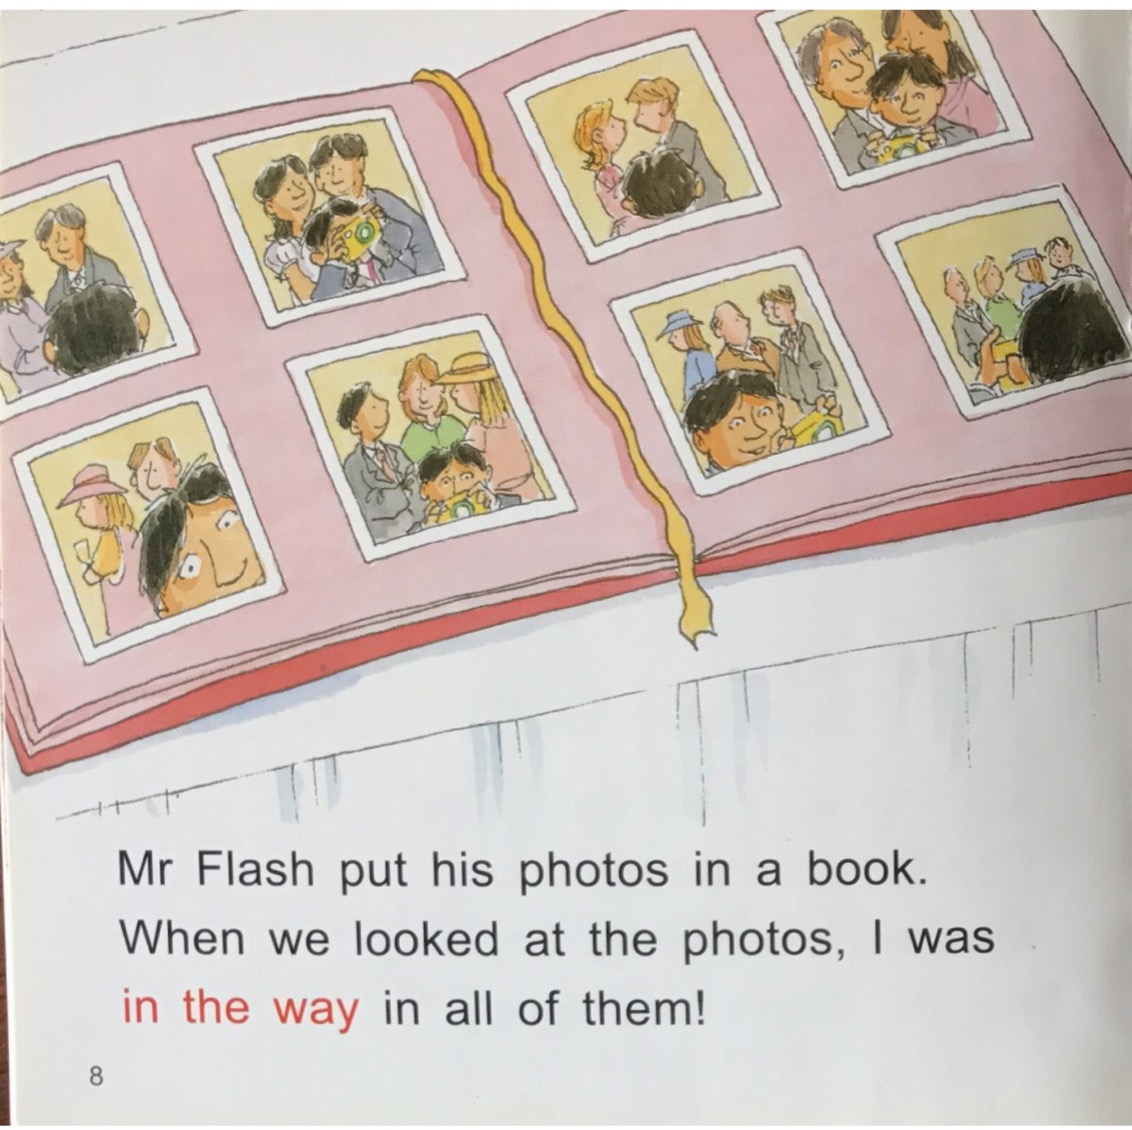 Mr Flash put his photos in a book.
When we looked at the photos, I was
in the way in all of them!
8